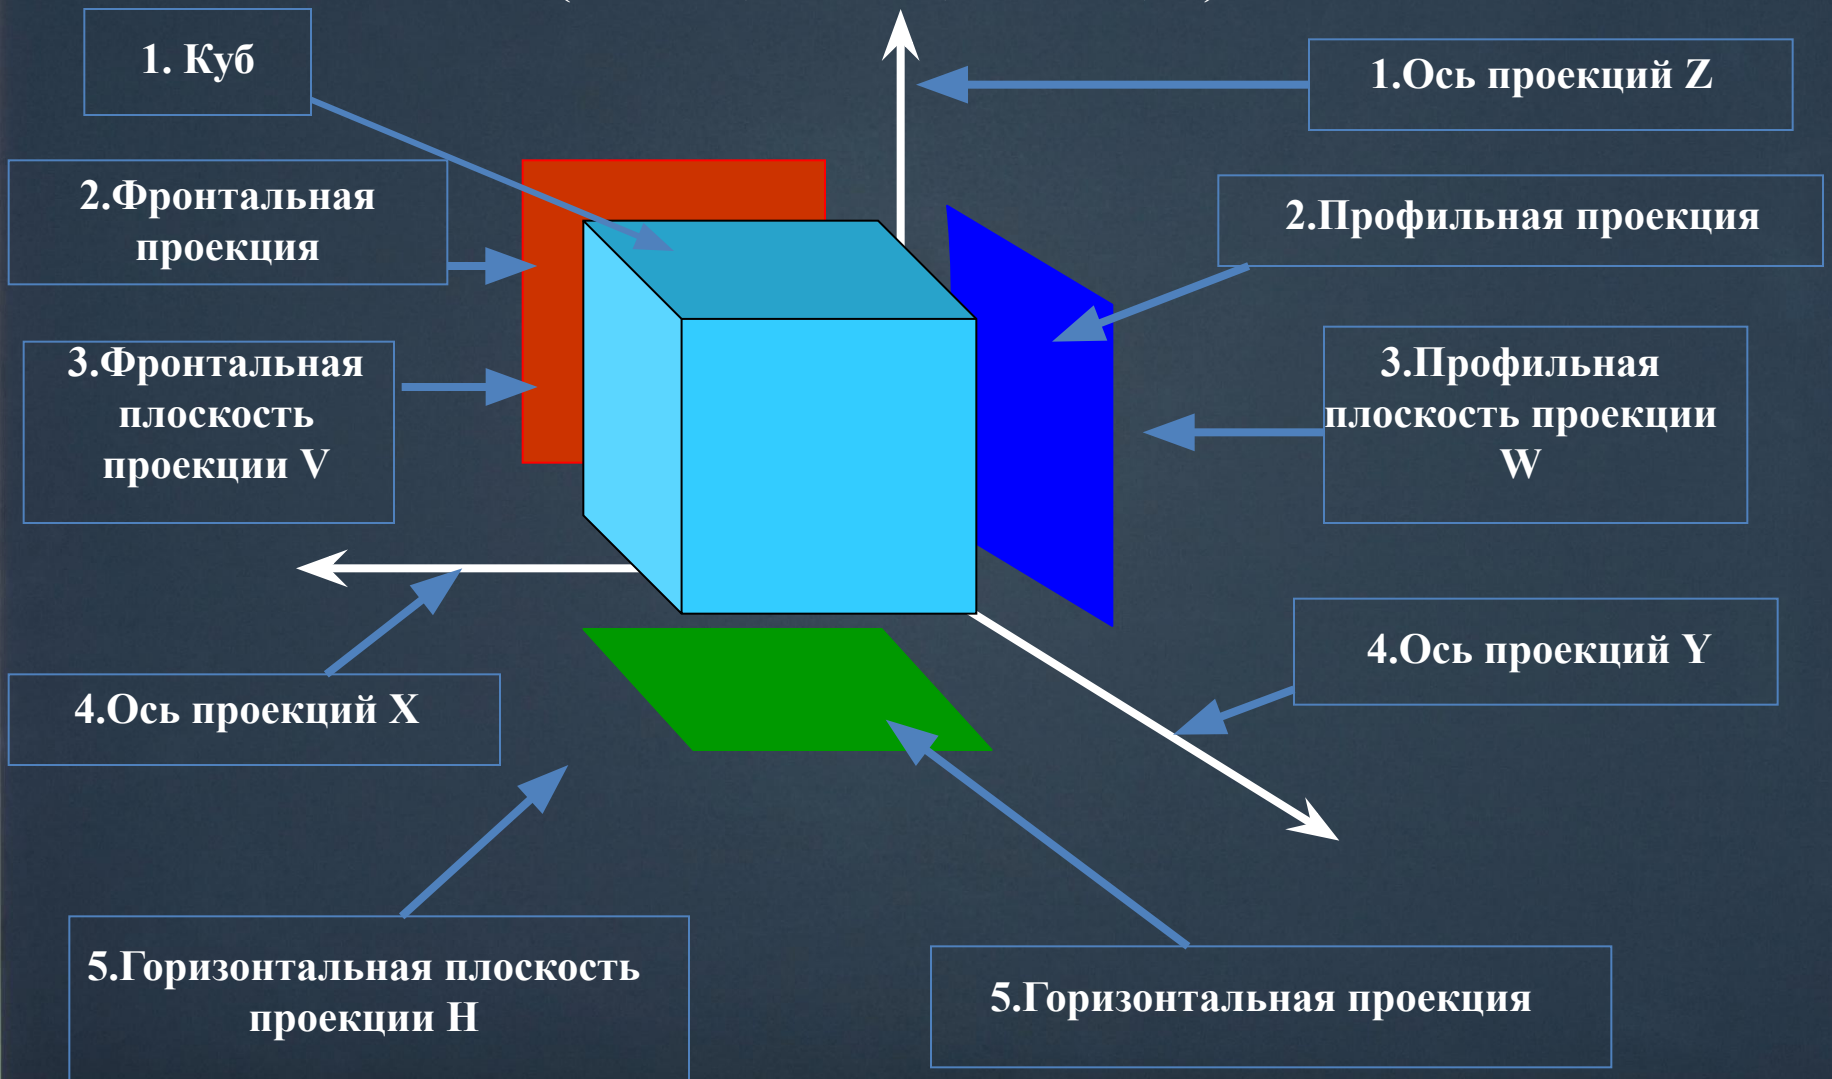 1. Куб
2.Фронтальная
проекция
3.Фронтальная
плоскость
проекции V
4.Ось проекций X
5.Горизонтальная плоскость
проекции H
1.Ось проекций Z
2.Профильная проекция
3.Профильная
плоскость проекции
W
4.Ось проекций Y
5.Горизонтальная проекция